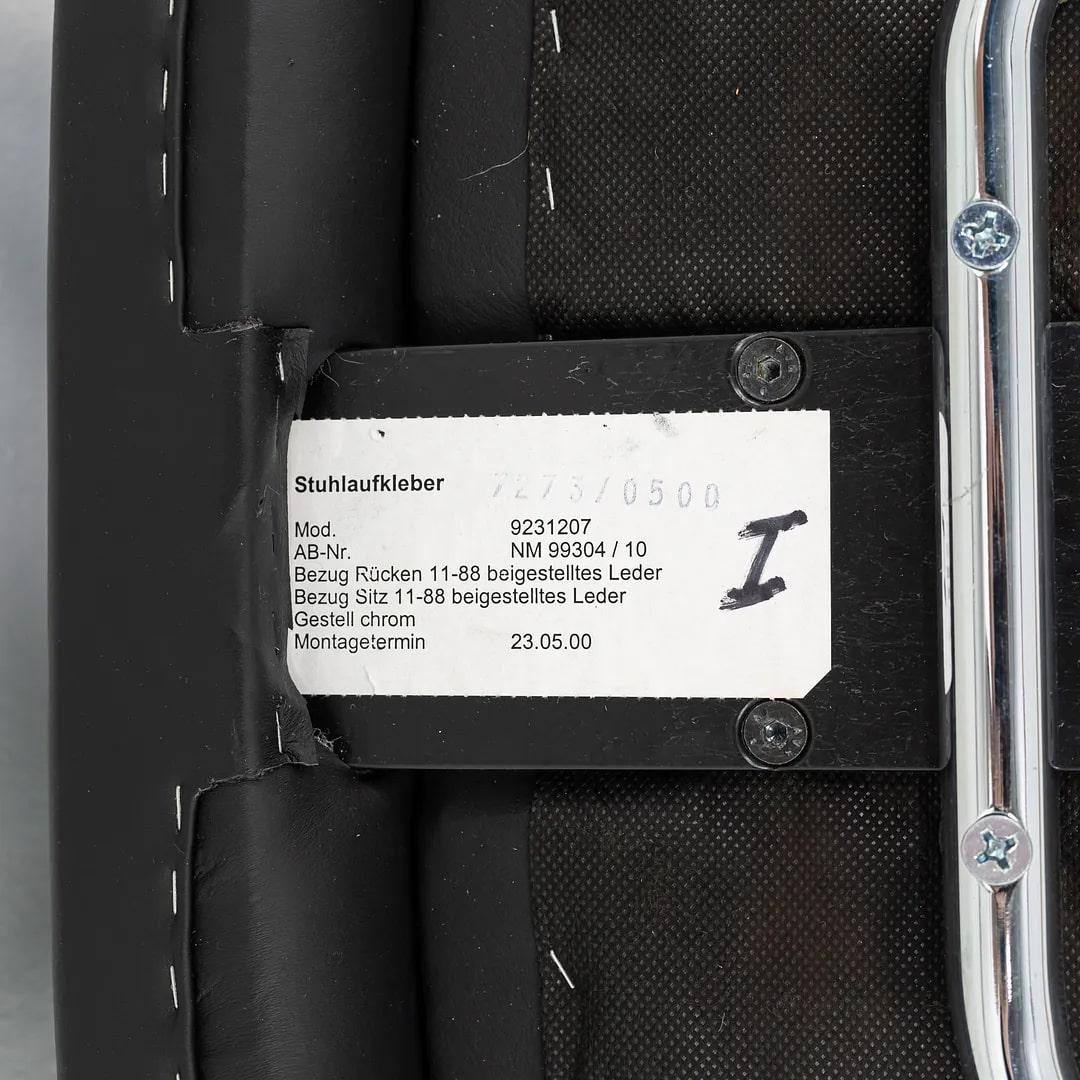 Stuhlaufkleber 7273/0500
Mod. 9231207
AB-Nr. NM 99304 / 10
Bezug Rücken 11-88 beigestelltes Leder
Bezug Sitz 11-88 beigestelltes Leder
Gestell chrom
Montagetermin 23.05.00
I